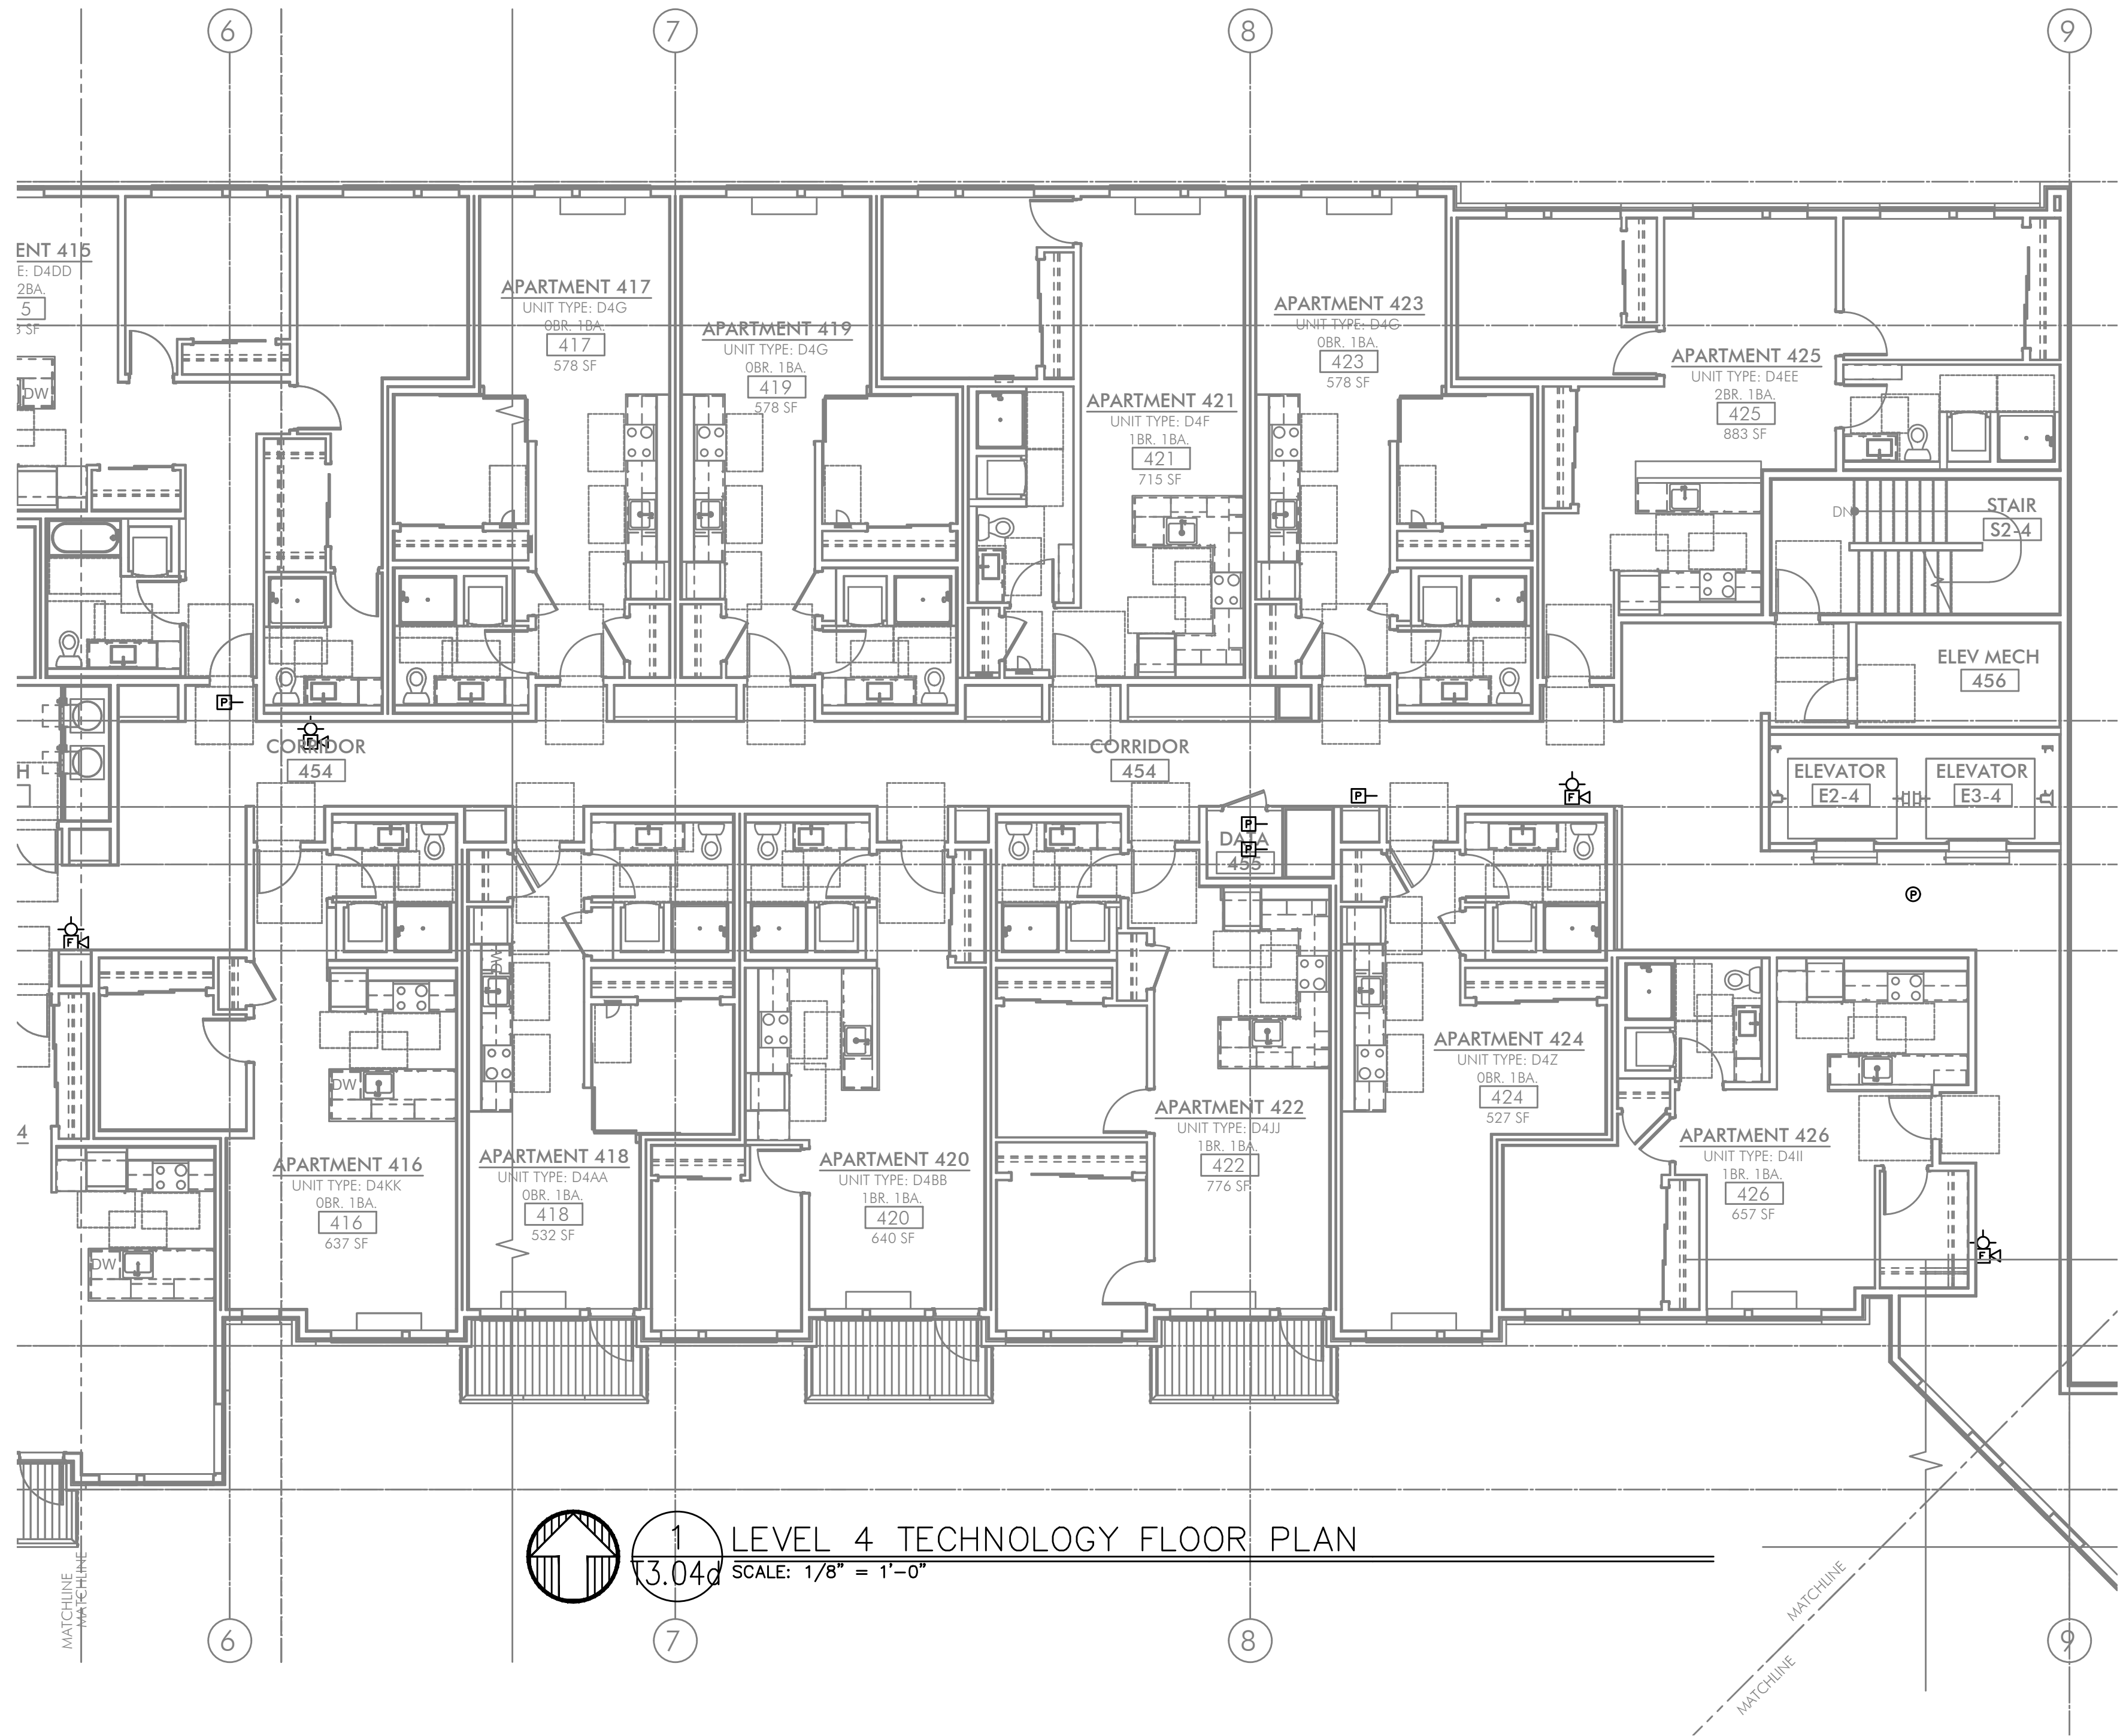 6
7
8
9
ENT 415
E: D4DD
2BA.
5
SF
DW
APARTMENT 417
UNIT TYPE: D4G
0BR. 1BA.
417
578 SF
APARTMENT 419
UNIT TYPE: D4G
0BR. 1BA.
419
578 SF
APARTMENT 421
UNIT TYPE: D4F
1BR. 1BA.
421
715 SF
APARTMENT 423
UNIT TYPE: D4G
0BR. 1BA.
423
578 SF
APARTMENT 425
UNIT TYPE: D4EE
2BR. 1BA.
425
883 SF
DN
STAIR
S2-4
ELEV MECH
456
P
F
CORRIDOR
454
CORRIDOR
454
H
P
F
ELEVATOR
E2-4
ELEVATOR
E3-4
P
DATA
P
455
P
F
DW
DW
4
APARTMENT 416
UNIT TYPE: D4KK
0BR. 1BA.
416
637 SF
APARTMENT 418
UNIT TYPE: D4AA
0BR. 1BA.
418
532 SF
APARTMENT 420
UNIT TYPE: D4BB
1BR. 1BA.
420
640 SF
APARTMENT 422
UNIT TYPE: D4JJ
1BR. 1BA.
422
776 SF
APARTMENT 424
UNIT TYPE: D4Z
0BR. 1BA.
424
527 SF
APARTMENT 426
UNIT TYPE: D4II
1BR. 1BA.
426
657 SF
F
DW
1
T3.04d
LEVEL 4 TECHNOLOGY FLOOR PLAN
SCALE: 1/8" = 1'-0"
MATCHLINE
MATCHLINE
MATCHLINE
MATCHLINE
6
7
8
9